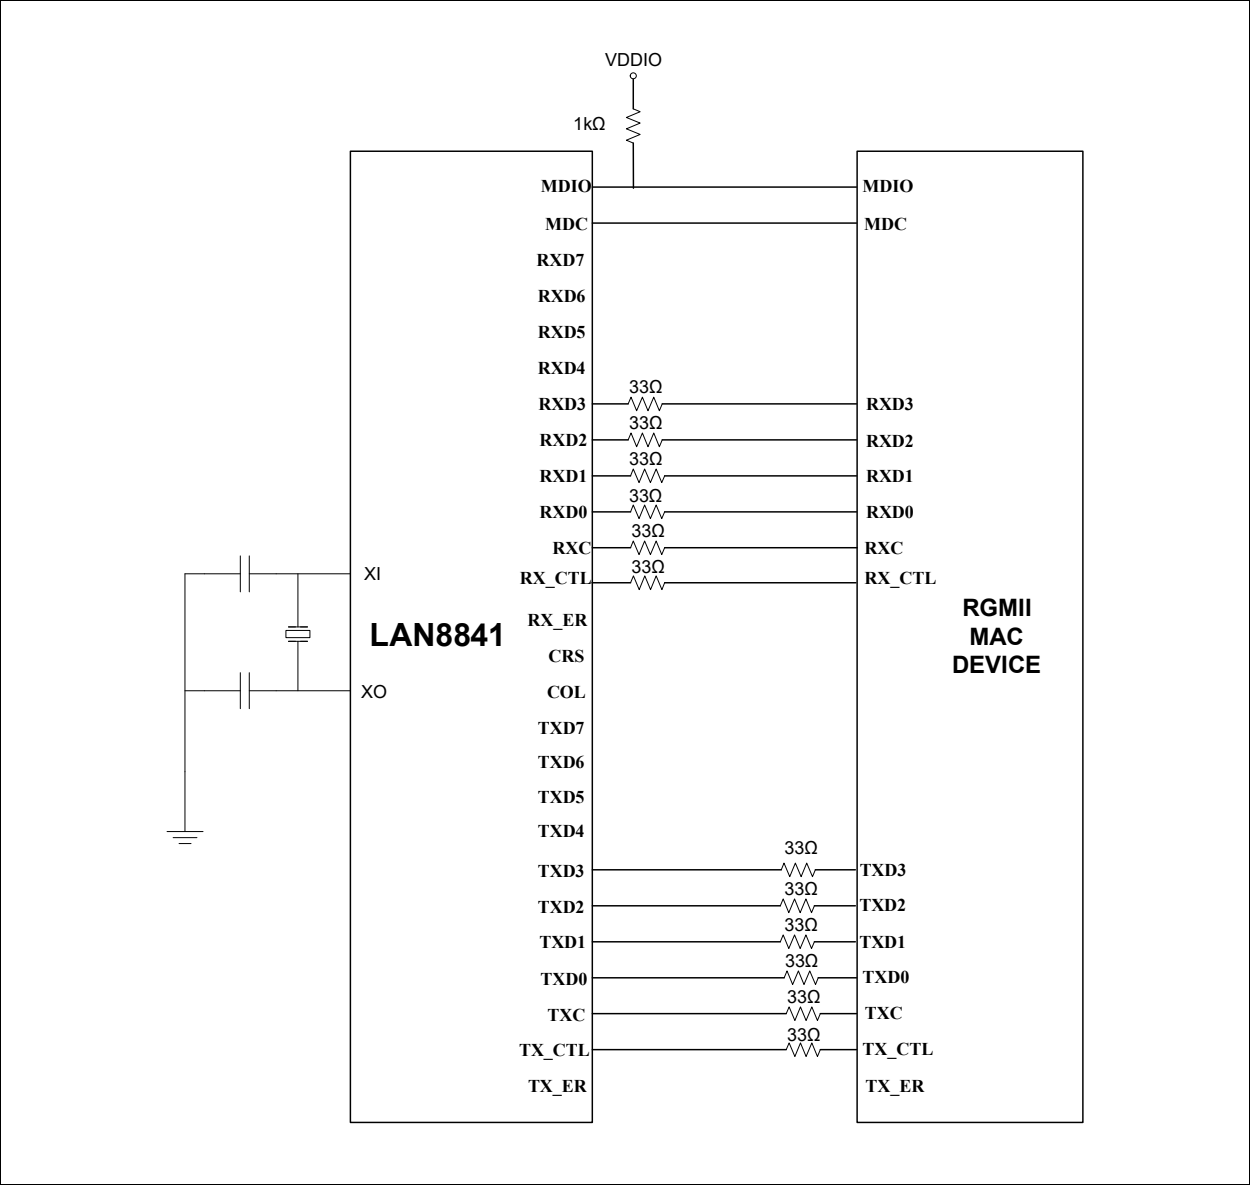 VDDIO
1kΩ
MDIO MDIO
MDC MDC
RXD7
RXD6
RXD5
RXD4
33Ω
RXD3 RXD3
33Ω
RXD2 RXD2
33Ω
RXD1 RXD1
33Ω
RXD0 RXD0
33Ω
RXC RXC
33Ω
XI
RX_CTL RX_CTL
RGMII
MAC
DEVICE
RX_ER
LAN8841
CRS
XO
COL
TXD7
TXD6
TXD5
TXD4
33Ω
TXD3 TXD3
33Ω
TXD2 TXD2
33Ω
TXD1 TXD1
33Ω
TXD0 TXD0
33Ω
TXC TXC
33Ω
TX_CTL TX_CTL
TX_ER TX_ER